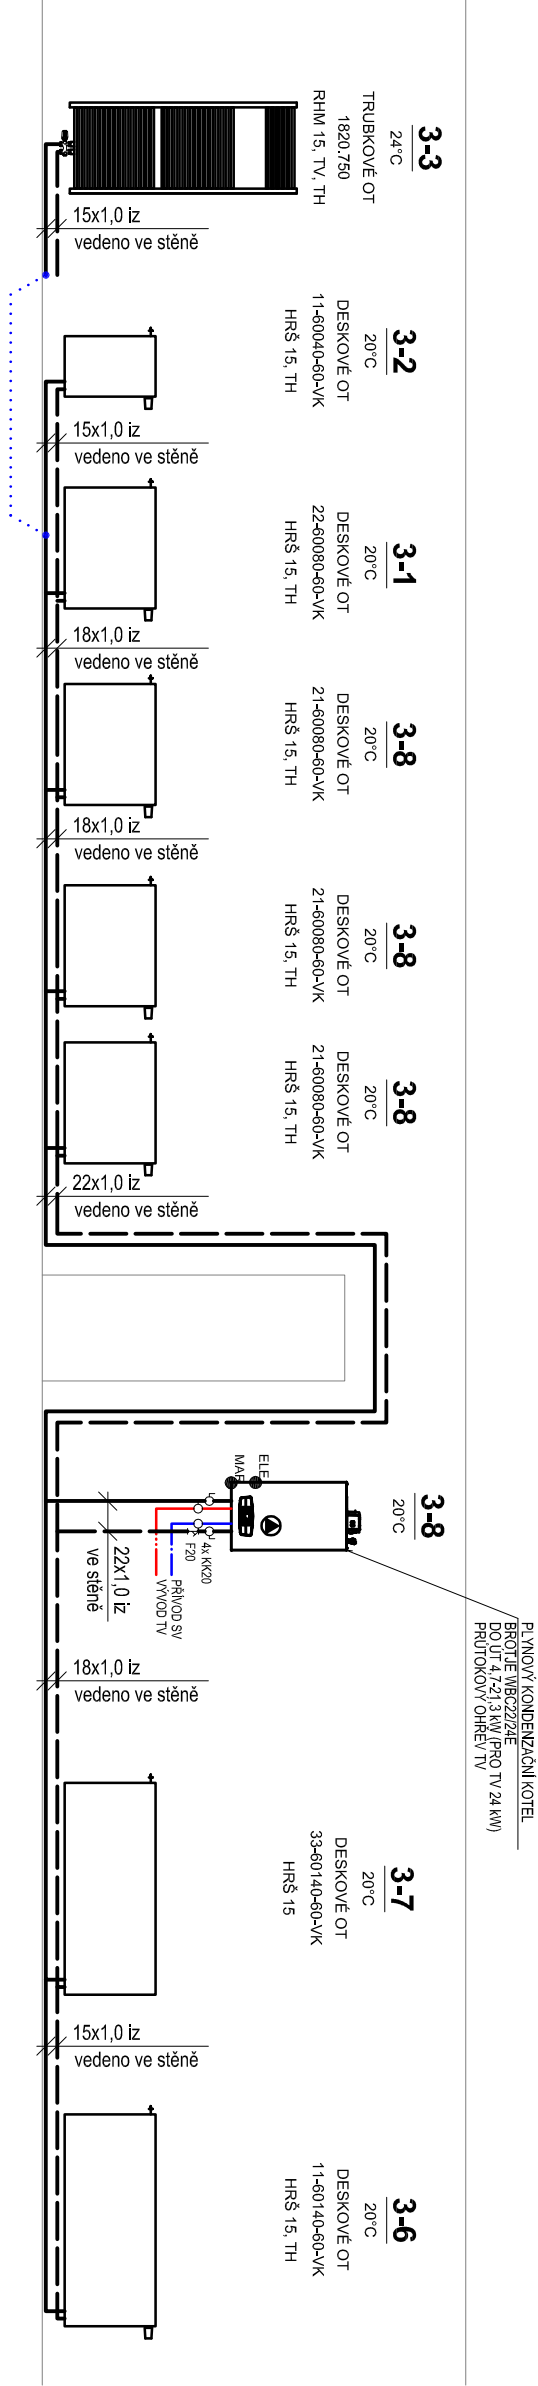 3-3
24°C
TRUBKOVÉ OT
1820.750
RHM 15, TV, TH
15x1,0 iz
vedeno ve stěně
3-2
20°C
DESKOVÉ OT
11-60040-60-VK
HRŠ 15, TH
15x1,0 iz
vedeno ve stěně
3-1
20°C
DESKOVÉ OT
22-60080-60-VK
HRŠ 15, TH
18x1,0 iz
vedeno ve stěně
3-8
20°C
DESKOVÉ OT
21-60080-60-VK
HRŠ 15, TH
18x1,0 iz
vedeno ve stěně
3-8
20°C
DESKOVÉ OT
21-60080-60-VK
HRŠ 15, TH
3-8
20°C
DESKOVÉ OT
21-60080-60-VK
HRŠ 15, TH
22x1,0 iz
vedeno ve stěně
3-8
20°C
PLYNOVÝ KONDENZAČNÍ KOTEL
BRÖTJE WBC22/24E
DO ÚT 4,7-21,3 kW (PRO TV 24 kW)
PRŮTOKOVÝ OHŘEV TV
ELE
MAR
4x KK20
F20
PŘÍVOD SV
VÝVOD TV
22x1,0 iz
ve stěně
18x1,0 iz
vedeno ve stěně
3-7
20°C
DESKOVÉ OT
33-60140-60-VK
HRŠ 15
15x1,0 iz
vedeno ve stěně
3-6
20°C
DESKOVÉ OT
11-60140-60-VK
HRŠ 15, TH